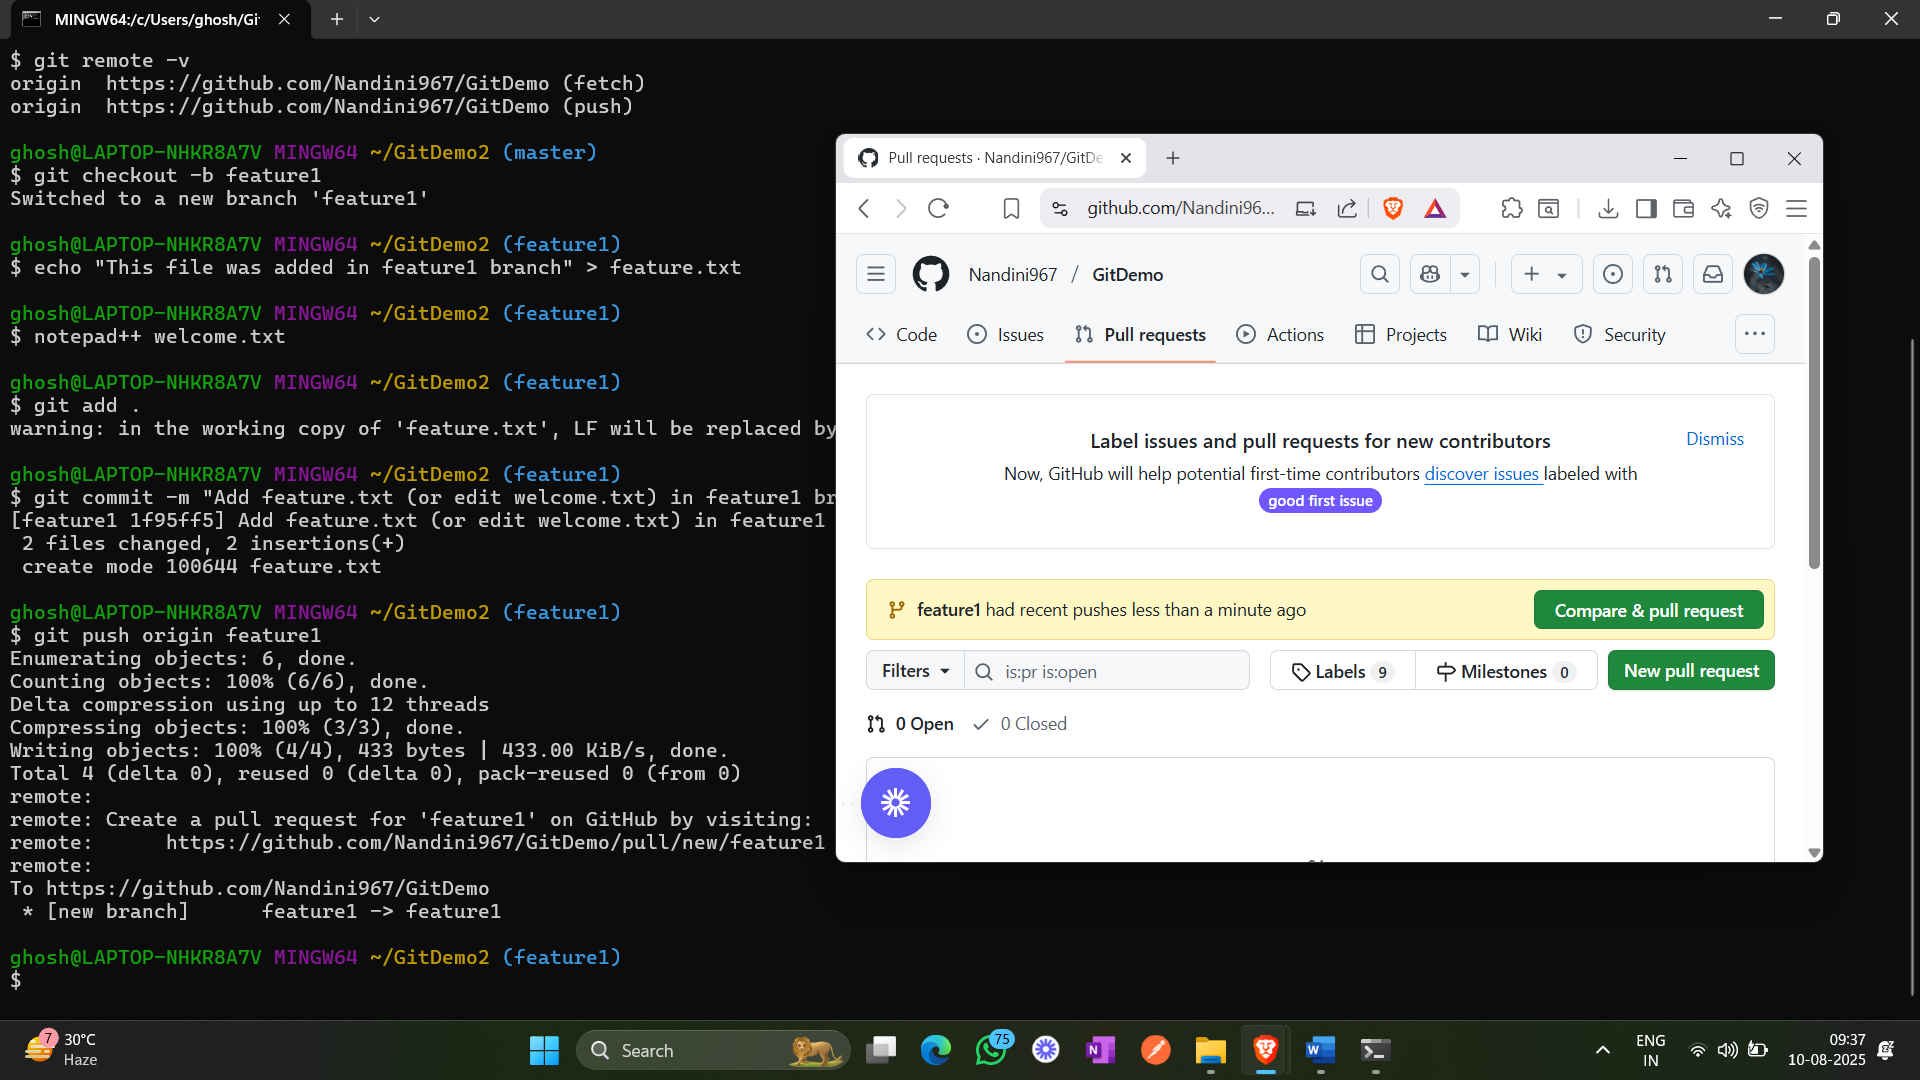 MINGW64:/c/Users/ghosh/Gi
$ git remote -v
origin  https://github.com/Nandini967/GitDemo (fetch)
origin  https://github.com/Nandini967/GitDemo (push)
ghosh@LAPTOP-NHKR8A7V MINGW64 ~/GitDemo2 (master)
$ git checkout -b feature1
Switched to a new branch 'feature1'
ghosh@LAPTOP-NHKR8A7V MINGW64 ~/GitDemo2 (feature1)
$ echo "This file was added in feature1 branch" > feature.txt
ghosh@LAPTOP-NHKR8A7V MINGW64 ~/GitDemo2 (feature1)
$ notepad++ welcome.txt
ghosh@LAPTOP-NHKR8A7V MINGW64 ~/GitDemo2 (feature1)
$ git add .
warning: in the working copy of 'feature.txt', LF will be replaced by
ghosh@LAPTOP-NHKR8A7V MINGW64 ~/GitDemo2 (feature1)
$ git commit -m "Add feature.txt (or edit welcome.txt) in feature1 br
[feature1 1f95ff5] Add feature.txt (or edit welcome.txt) in feature1
2 files changed, 2 insertions(+)
create mode 100644 feature.txt
ghosh@LAPTOP-NHKR8A7V MINGW64 ~/GitDemo2 (feature1)
$ git push origin feature1
Enumerating objects: 6, done.
Counting objects: 100% (6/6), done.
Delta compression using up to 12 threads
Compressing objects: 100% (3/3), done.
Writing objects: 100% (4/4), 433 bytes | 433.00 KiB/s, done.
Total 4 (delta 0), reused 0 (delta 0), pack-reused 0 (from 0)
remote:
remote: Create a pull request for 'feature1' on GitHub by visiting:
remote:      https://github.com/Nandini967/GitDemo/pull/new/feature1
remote:
To https://github.com/Nandini967/GitDemo
* [new branch]      feature1 -> feature1
ghosh@LAPTOP-NHKR8A7V MINGW64 ~/GitDemo2 (feature1)
$
Pull requests · Nandini967/GitDe
github.com/Nandini96...
Nandini967 / GitDemo
Code Issues Pull requests Actions Projects Wiki Security
Label issues and pull requests for new contributors
Dismiss
Now, GitHub will help potential first-time contributors discover issues labeled with
good first issue
feature1 had recent pushes less than a minute ago
Compare & pull request
Filters is:pr is:open Labels 9 Milestones 0 New pull request
0 Open 0 Closed
7 30°C
Haze
Search
75
ENG
IN
09:37
10-08-2025